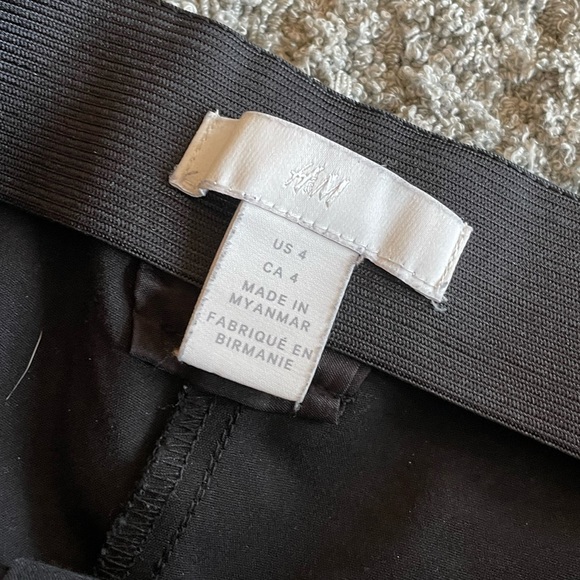 H&M
US 4
CA 4
MADE IN
MYANMAR
FABRIQUÉ EN
BIRMANIE